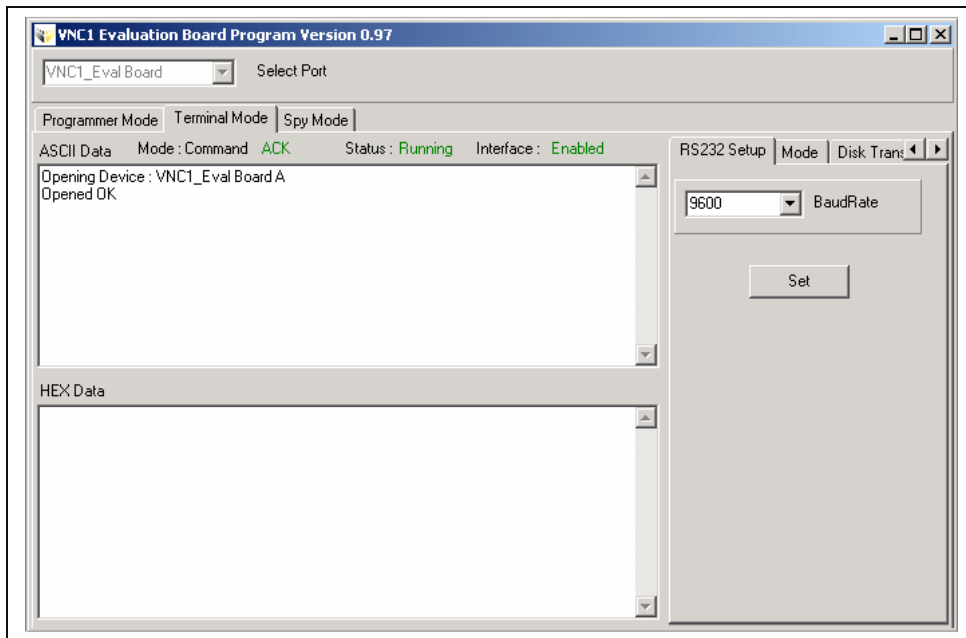 VNC1 Evaluation Board Program Version 0.97
VNC1_Eval Board Select Port
Programmer Mode Terminal Mode Spy Mode
ASCII Data Mode : Command ACK Status : Running Interface : Enabled
RS232 Setup Mode Disk Trans
Opening Device : VNC1_Eval Board A
Opened OK
9600 BaudRate
Set
HEX Data